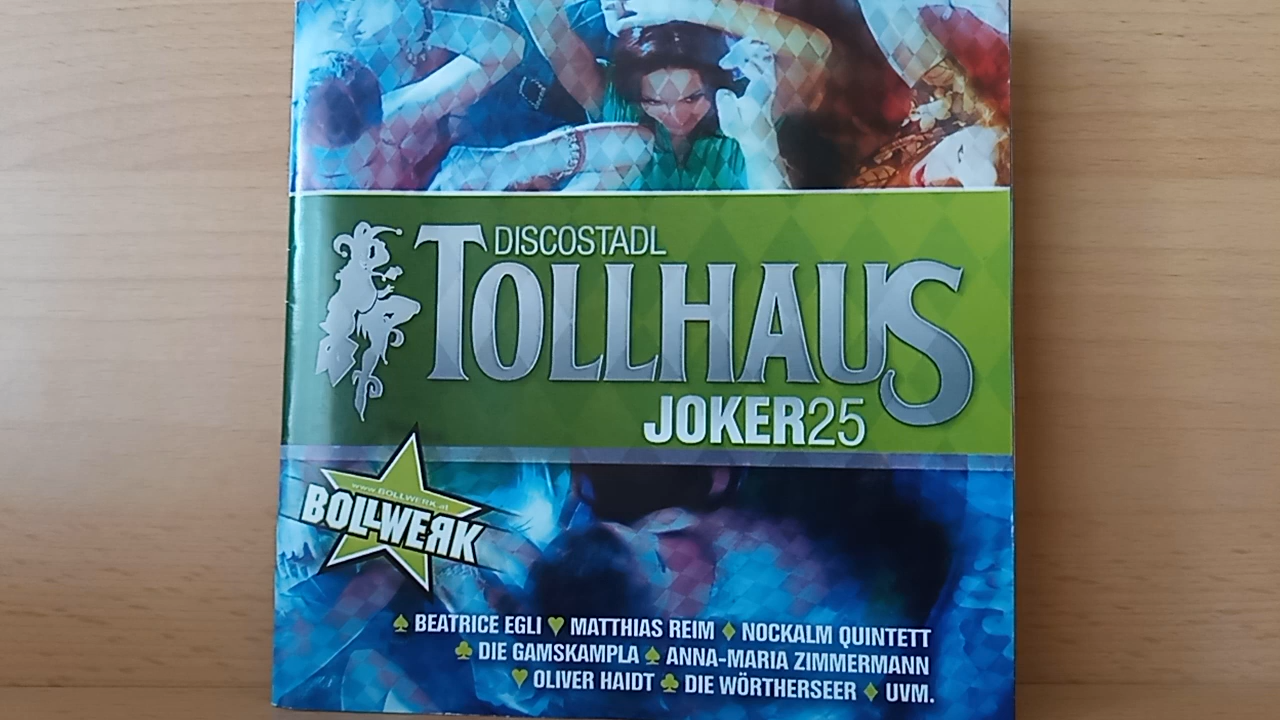 DISCOSTADL
TOLLHAUS
JOKER25
www.BOLLWERK.at
BOLLWERK
BEATRICE EGLI MATTHIAS REIM NOCKALM QUINTETT
DIE GAMSKAMPLA ANNA-MARIA ZIMMERMANN
OLIVER HAIDT DIE WÖRTHERSEER UVM.